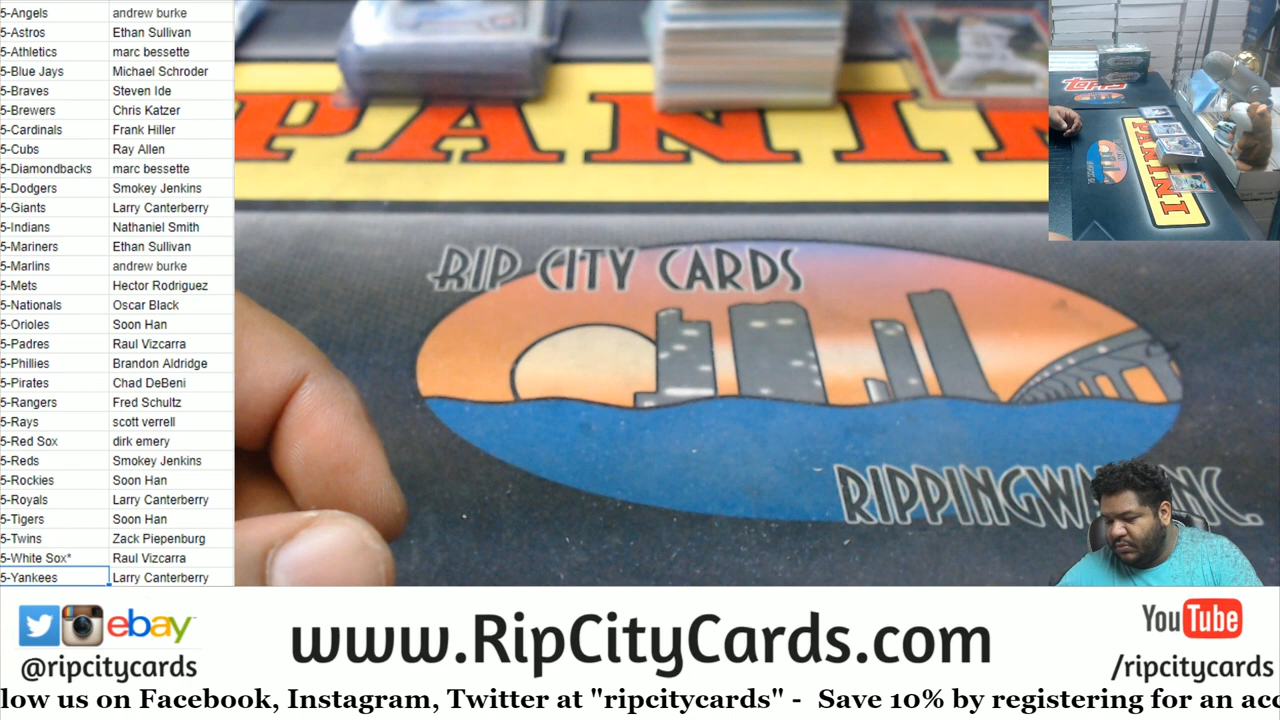 5-Angels andrew burke
5-Astros Ethan Sullivan
5-Athletics marc bessette
5-Blue Jays Michael Schroder
5-Braves Steven Ide
5-Brewers Chris Katzer
5-Cardinals Frank Hiller
5-Cubs Ray Allen
5-Diamondbacks marc bessette
5-Dodgers Smokey Jenkins
5-Giants Larry Canterberry
5-Indians Nathaniel Smith
5-Mariners Ethan Sullivan
5-Marlins andrew burke
5-Mets Hector Rodriguez
5-Nationals Oscar Black
5-Orioles Soon Han
5-Padres Raul Vizcarra
5-Phillies Brandon Aldridge
5-Pirates Chad DeBeni
5-Rangers Fred Schultz
5-Rays scott verrell
5-Red Sox dirk emery
5-Reds Smokey Jenkins
5-Rockies Soon Han
5-Royals Larry Canterberry
5-Tigers Soon Han
5-Twins Zack Piepenburg
5-White Sox* Raul Vizcarra
5-Yankees Larry Canterberry
PANINI
RIP CITY CARDS
topps
PANINI
ebay
@ripcitycards
www.RipCityCards.com
YouTube
/ripcitycards
low us on Facebook, Instagram, Twitter at "ripcitycards" - Save 10% by registering for an acc